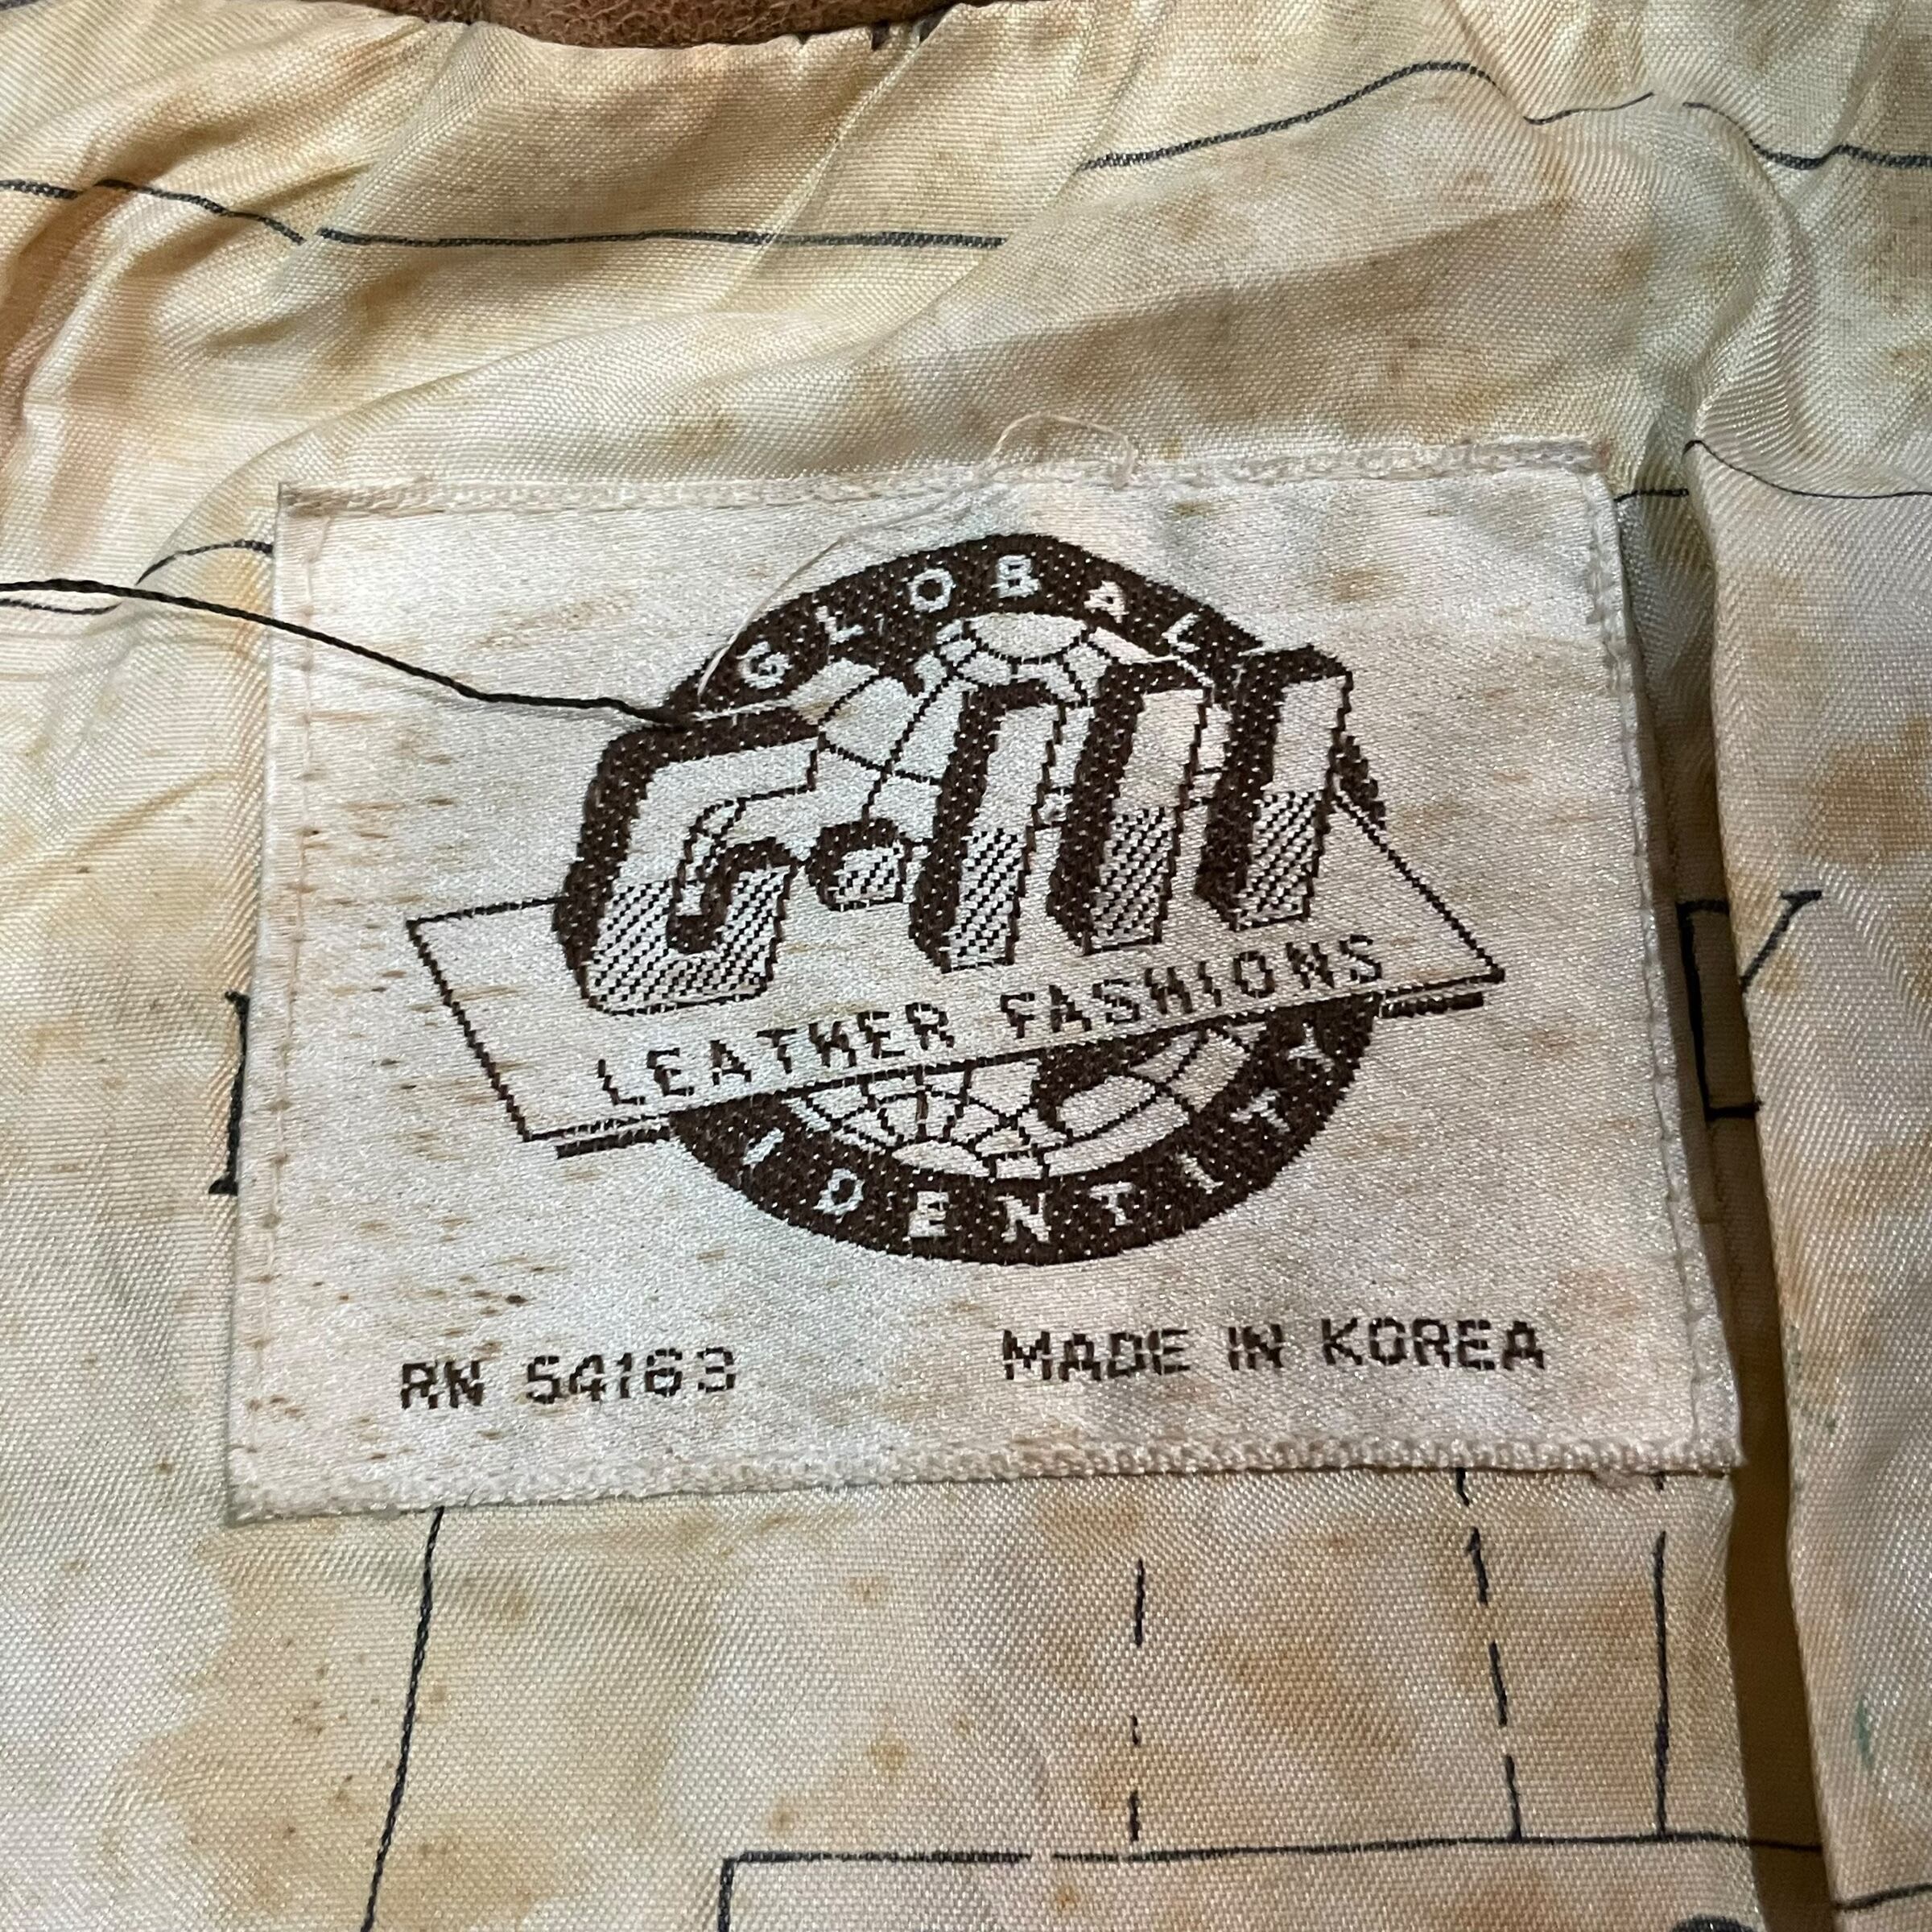 GLOBAL
G-III
LEATHER FASHIONS
IDENTITY
RN 54163
MADE IN KOREA